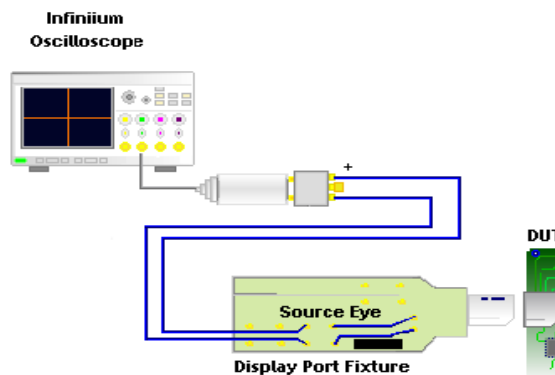 Infiniium
Oscilloscope
+
DUT
Source Eye
Display Port Fixture